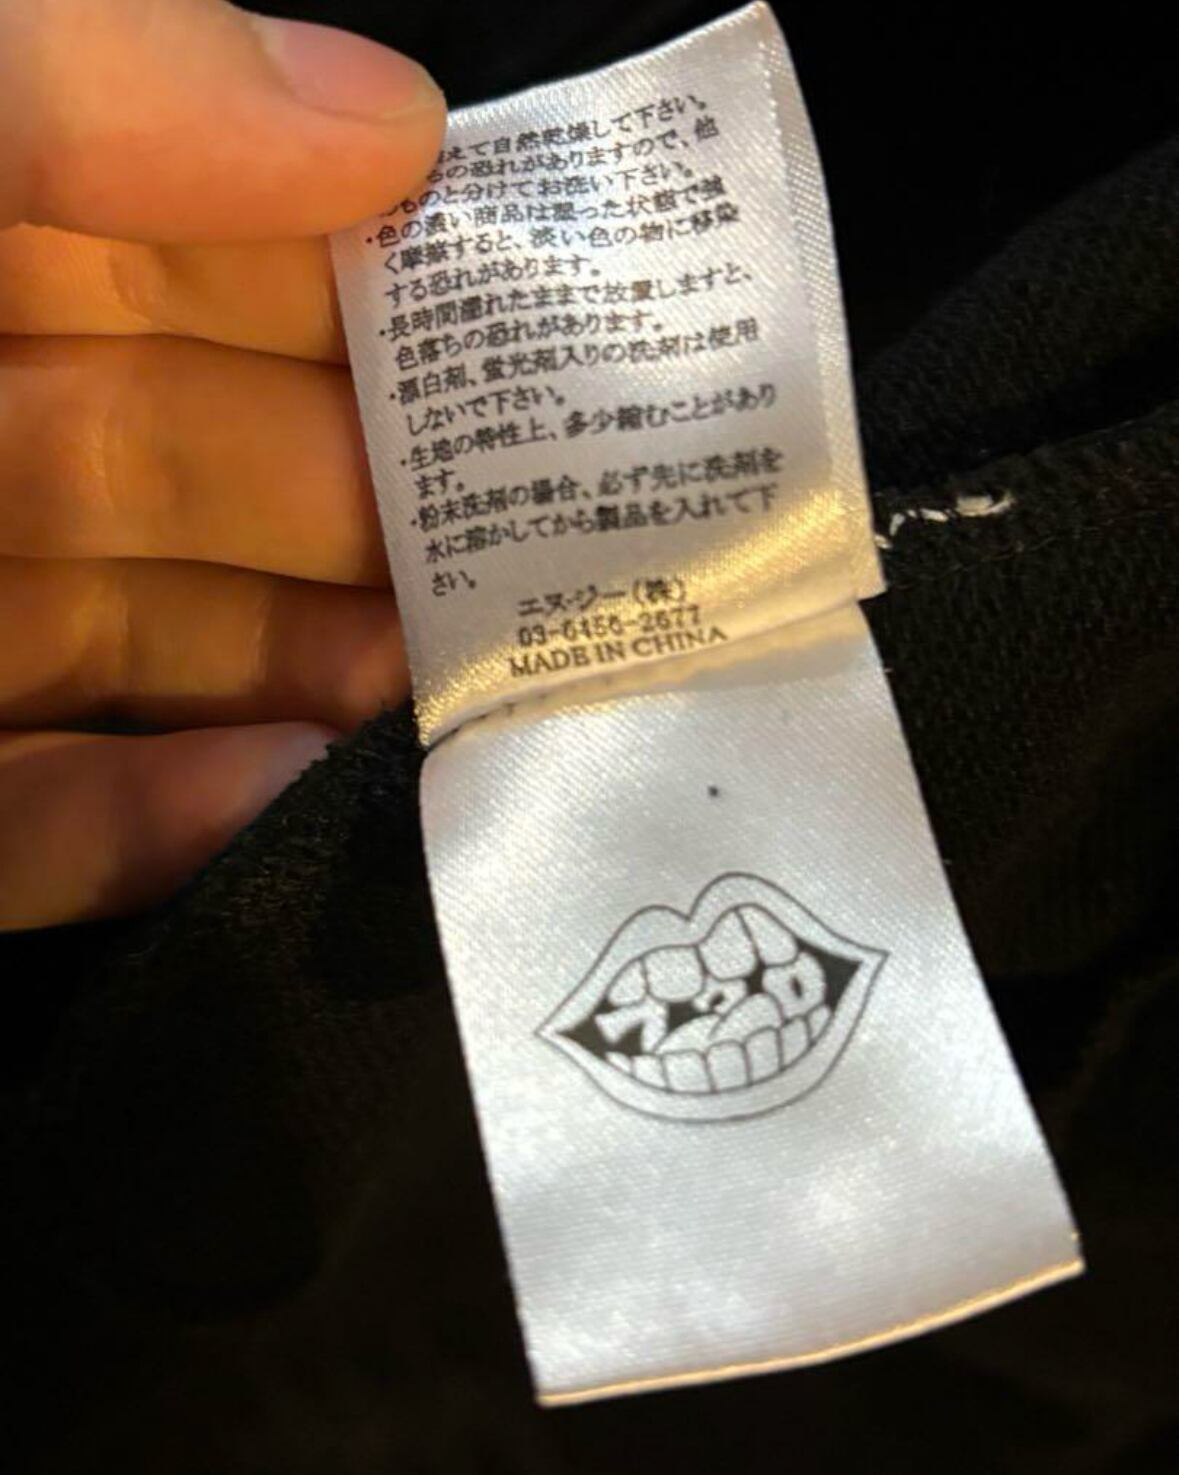 えて自然乾燥して下さい。
の恐れがありますので、他
のものと分けてお洗い下さい。
・色の濃い商品は湿った状態で強
く摩擦すると、淡い色の物に移染
する恐れがあります。
・長時間濡れたままで放置しますと、
色落ちの恐れがあります。
・漂白剤、蛍光剤入りの洗剤は使用
しないで下さい。
・生地の特性上、多少縮むことがあり
ます。
・粉末洗剤の場合、必ず先に洗剤を
水に溶かしてから製品を入れて下
さい。
エヌ・ジー(株)
03-6456-2677
MADE IN CHINA